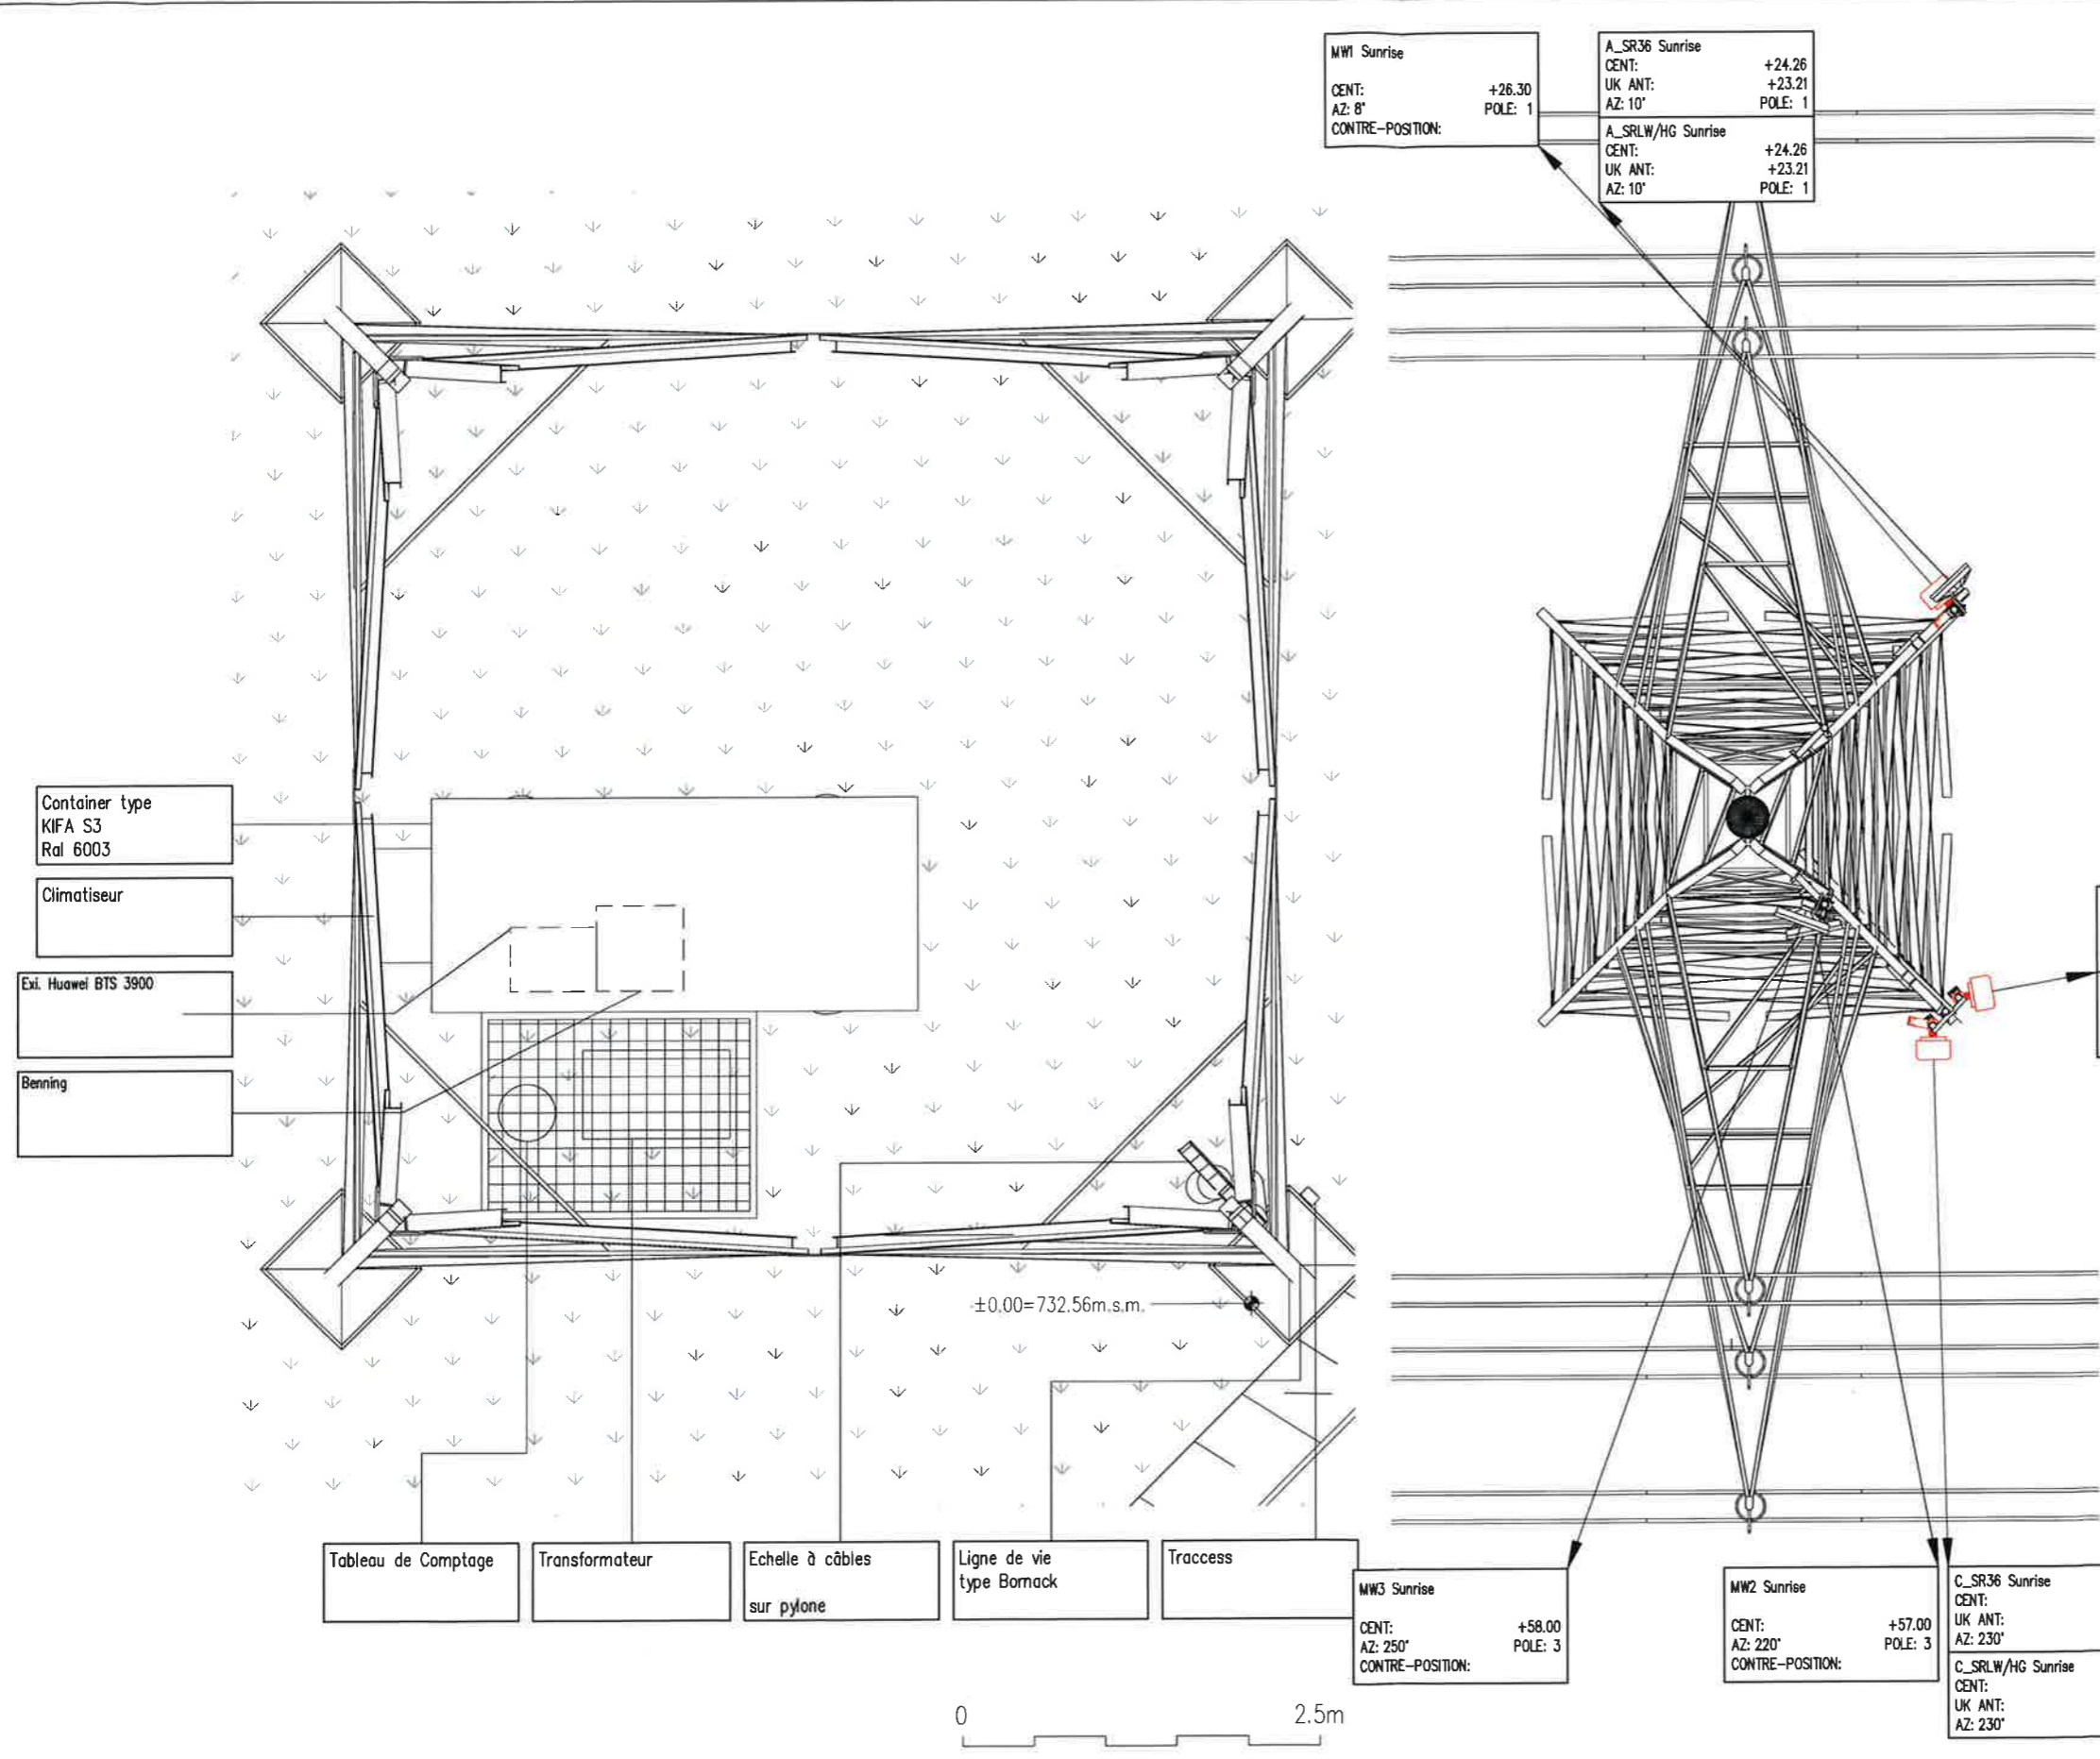 MW1 Sunrise
CENT: +26.30
AZ: 8° POLE: 1
CONTRE-POSITION:
A_SR36 Sunrise
CENT: +24.26
UK ANT: +23.21
AZ: 10° POLE: 1
A_SRLW/HG Sunrise
CENT: +24.26
UK ANT: +23.21
AZ: 10° POLE: 1
Container type
KIFA S3
Ral 6003
Climatiseur
Exi. Huawei BTS 3900
Benning
±0.00=732.56m.s.m.
Tableau de Comptage
Transformateur
Echelle à câbles
sur pylone
Ligne de vie
type Bornack
Traccess
MW3 Sunrise
CENT: +58.00
AZ: 250° POLE: 3
CONTRE-POSITION:
MW2 Sunrise
CENT: +57.00
AZ: 220° POLE: 3
CONTRE-POSITION:
C_SR36 Sunrise
CENT:
UK ANT:
AZ: 230°
C_SRLW/HG Sunrise
CENT:
UK ANT:
AZ: 230°
0 2.5m